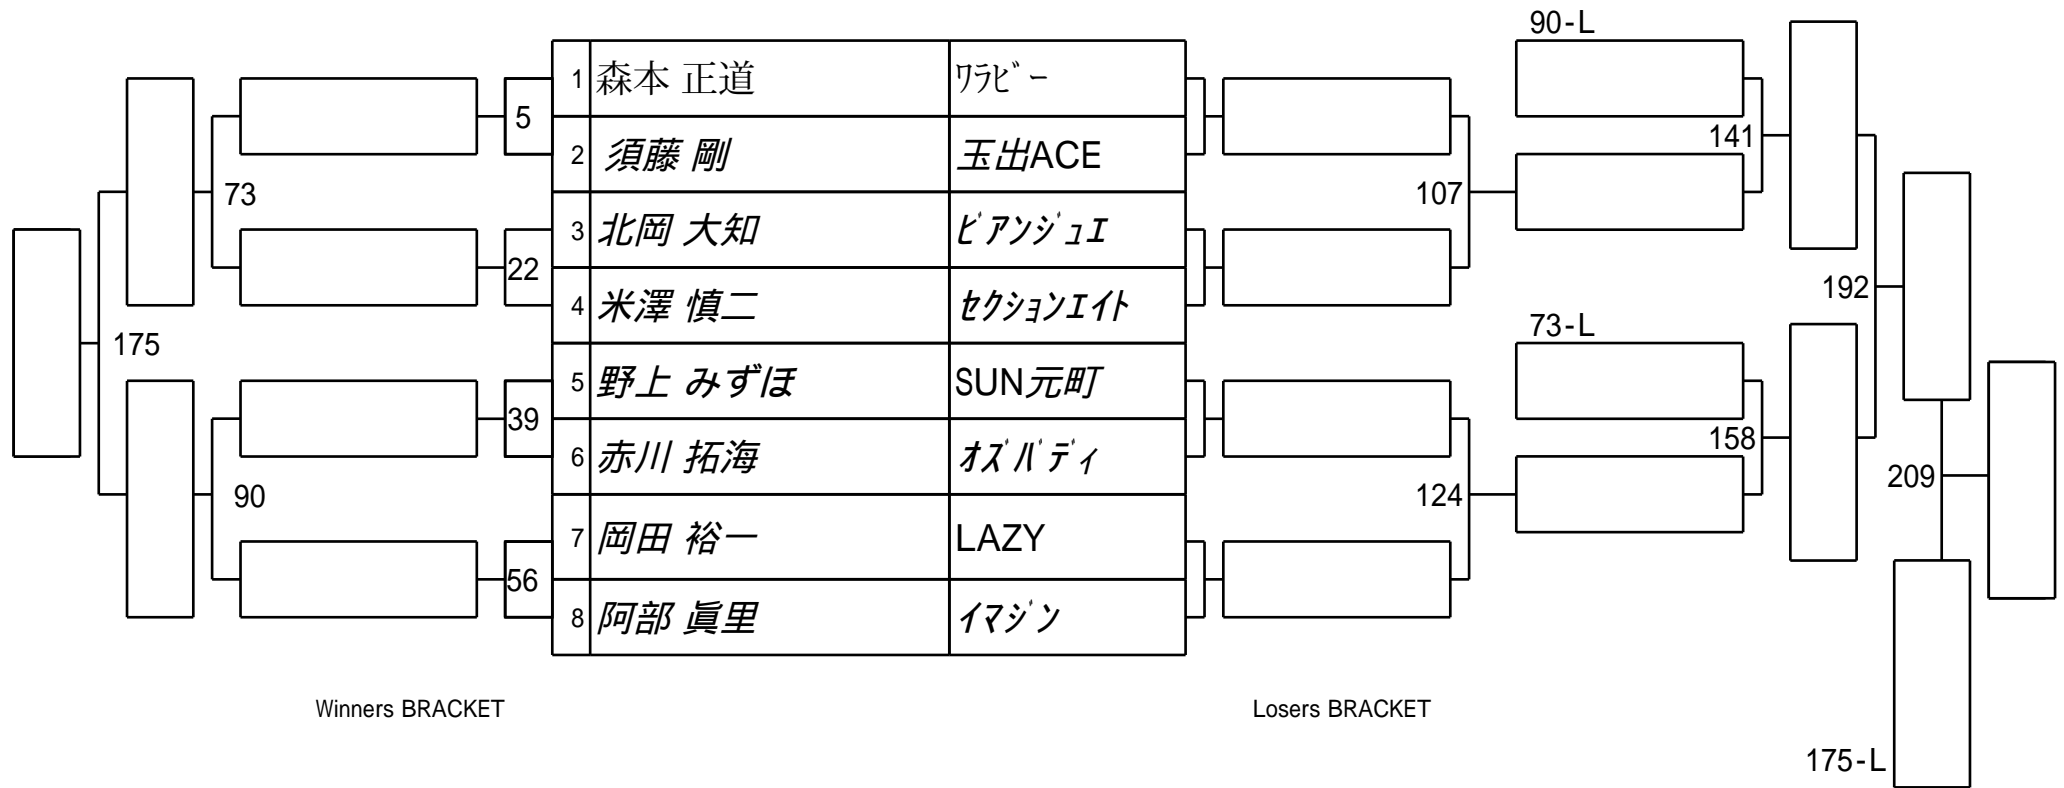 90-L
1 森本 正道 ﾜﾗﾋﾞｰ
5
141
2 須藤 剛 玉出ACE
73
107
3 北岡 大知 ﾋﾞｱﾝｼﾞｭｴ
22
192
4 米澤 慎二 ｾｸｼｮﾝｴｲﾄ
73-L
175
5 野上 みずほ SUN元町
39
158
6 赤川 拓海 ｵｽﾞﾊﾞﾃﾞｨ
209
90
124
7 岡田 裕一 LAZY
56
8 阿部 眞里 ｲﾏｼﾞﾝ
Winners BRACKET
Losers BRACKET
175-L